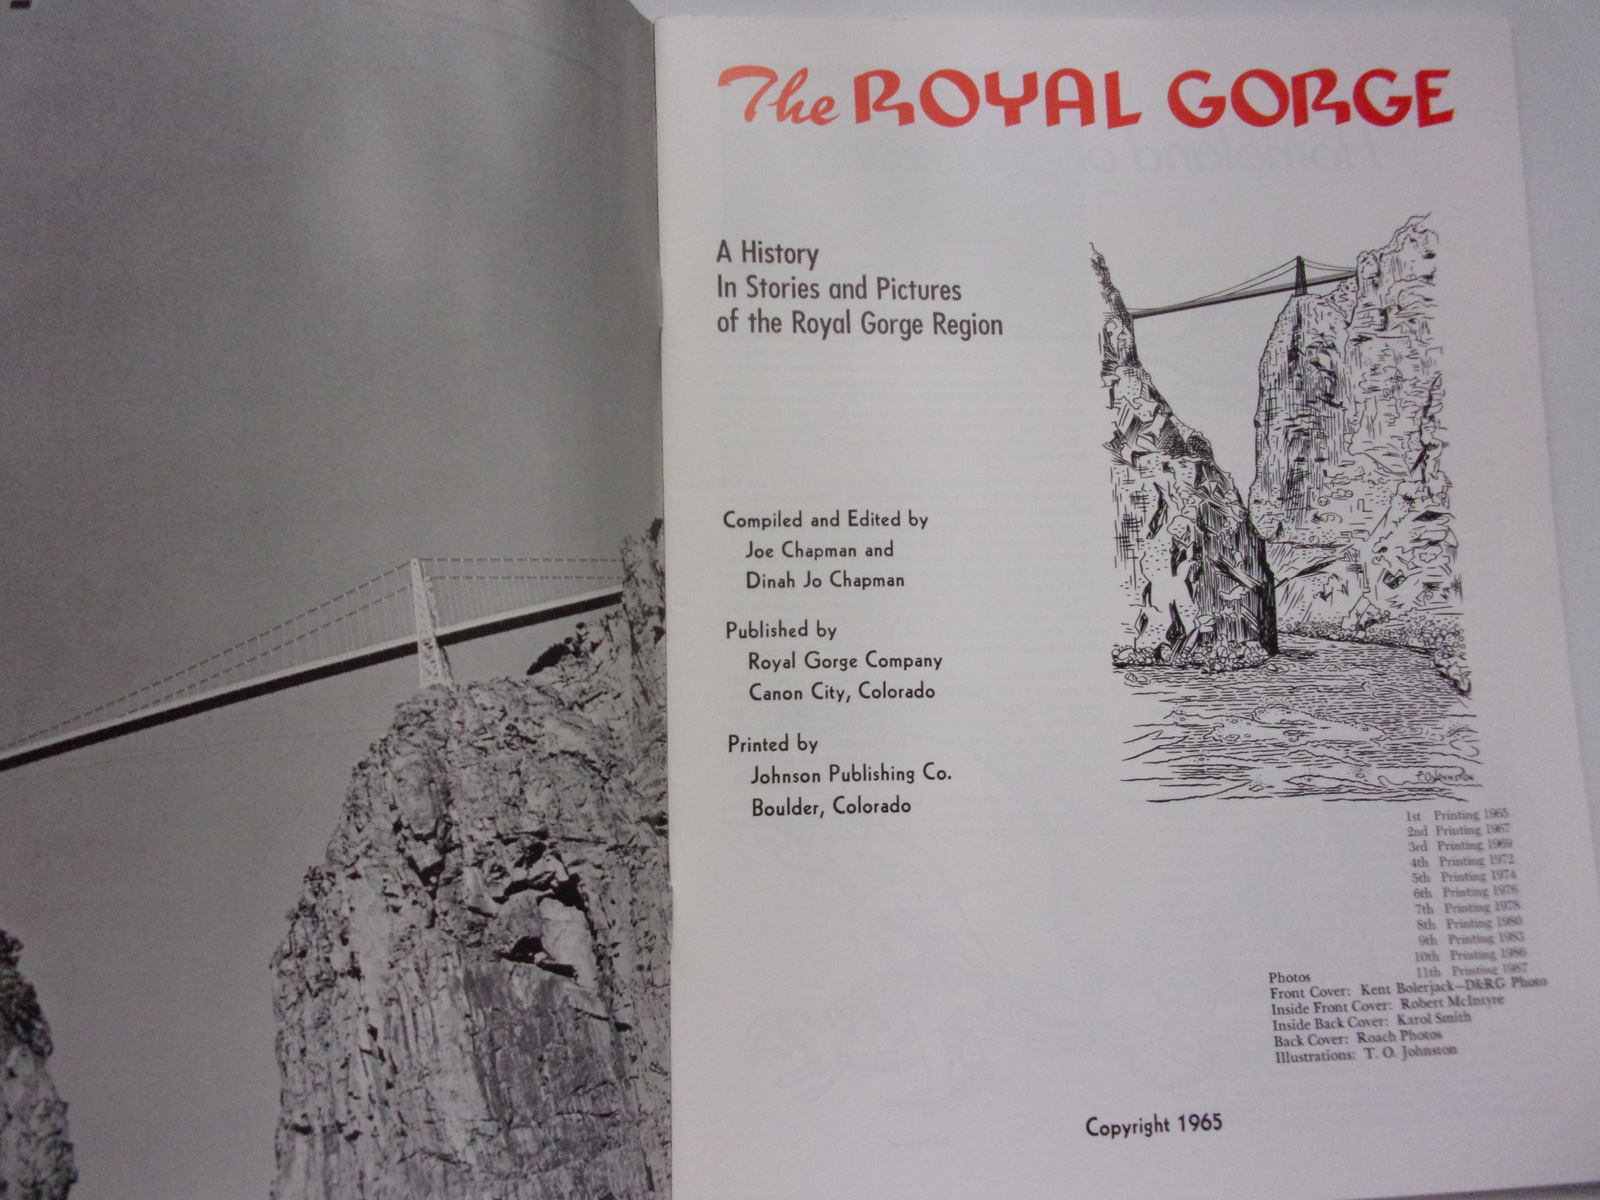 The ROYAL GORGE
A History
In Stories and Pictures
of the Royal Gorge Region
Compiled and Edited by
Joe Chapman and
Dinah Jo Chapman
Published by
Royal Gorge Company
Canon City, Colorado
Printed by
Johnson Publishing Co.
Boulder, Colorado
T.O.Johnston
1st Printing 1965
2nd Printing 1967
3rd Printing 1969
4th Printing 1972
5th Printing 1974
6th Printing 1976
7th Printing 1978
8th Printing 1980
9th Printing 1983
10th Printing 1986
11th Printing 1987
Photos
Front Cover: Kent Bolerjack—D&RG Photo
Inside Front Cover: Robert McIntyre
Inside Back Cover: Karol Smith
Back Cover: Roach Photos
Illustrations: T. O. Johnston
Copyright 1965